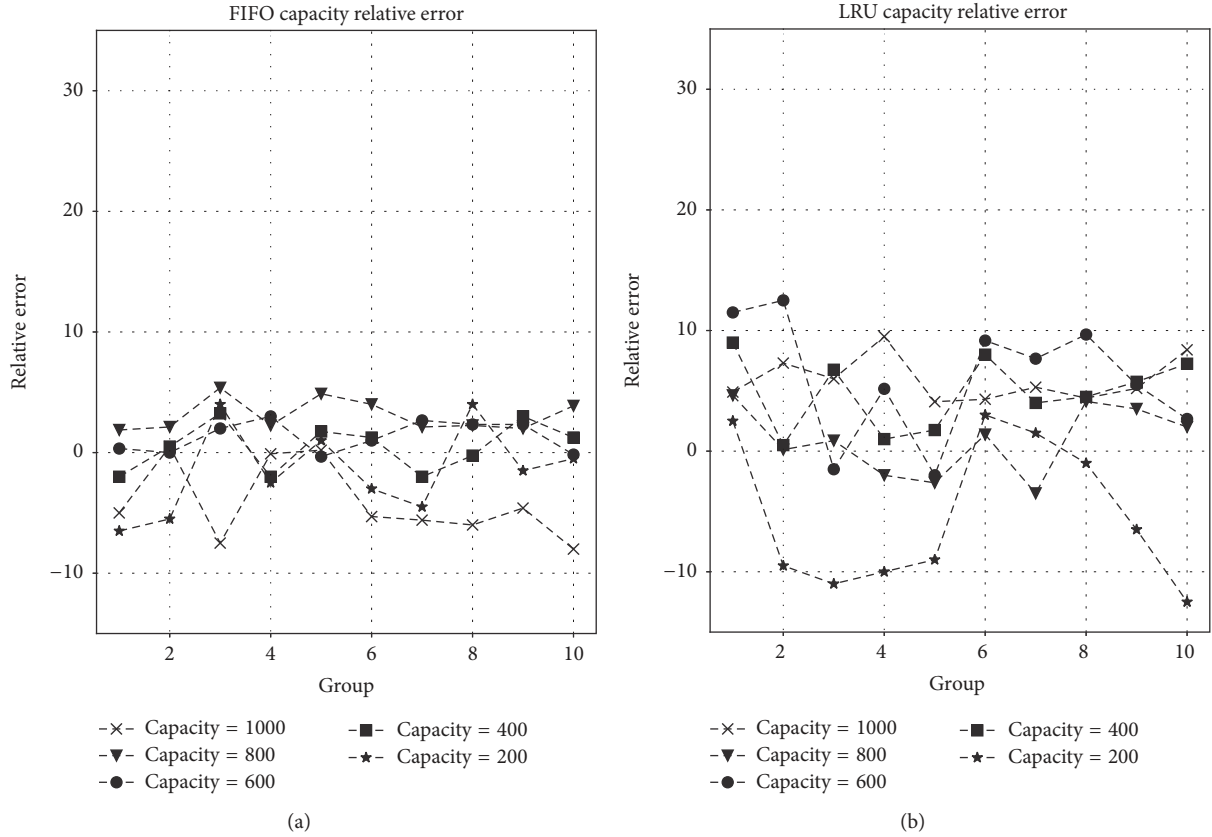 FIFO capacity relative error
30
20
10
0
−10
Relative error
2
4
6
8
10
Group
Capacity = 1000
Capacity = 800
Capacity = 600
Capacity = 400
Capacity = 200
(a)
LRU capacity relative error
30
20
10
0
−10
Relative error
2
4
6
8
10
Group
Capacity = 1000
Capacity = 800
Capacity = 600
Capacity = 400
Capacity = 200
(b)